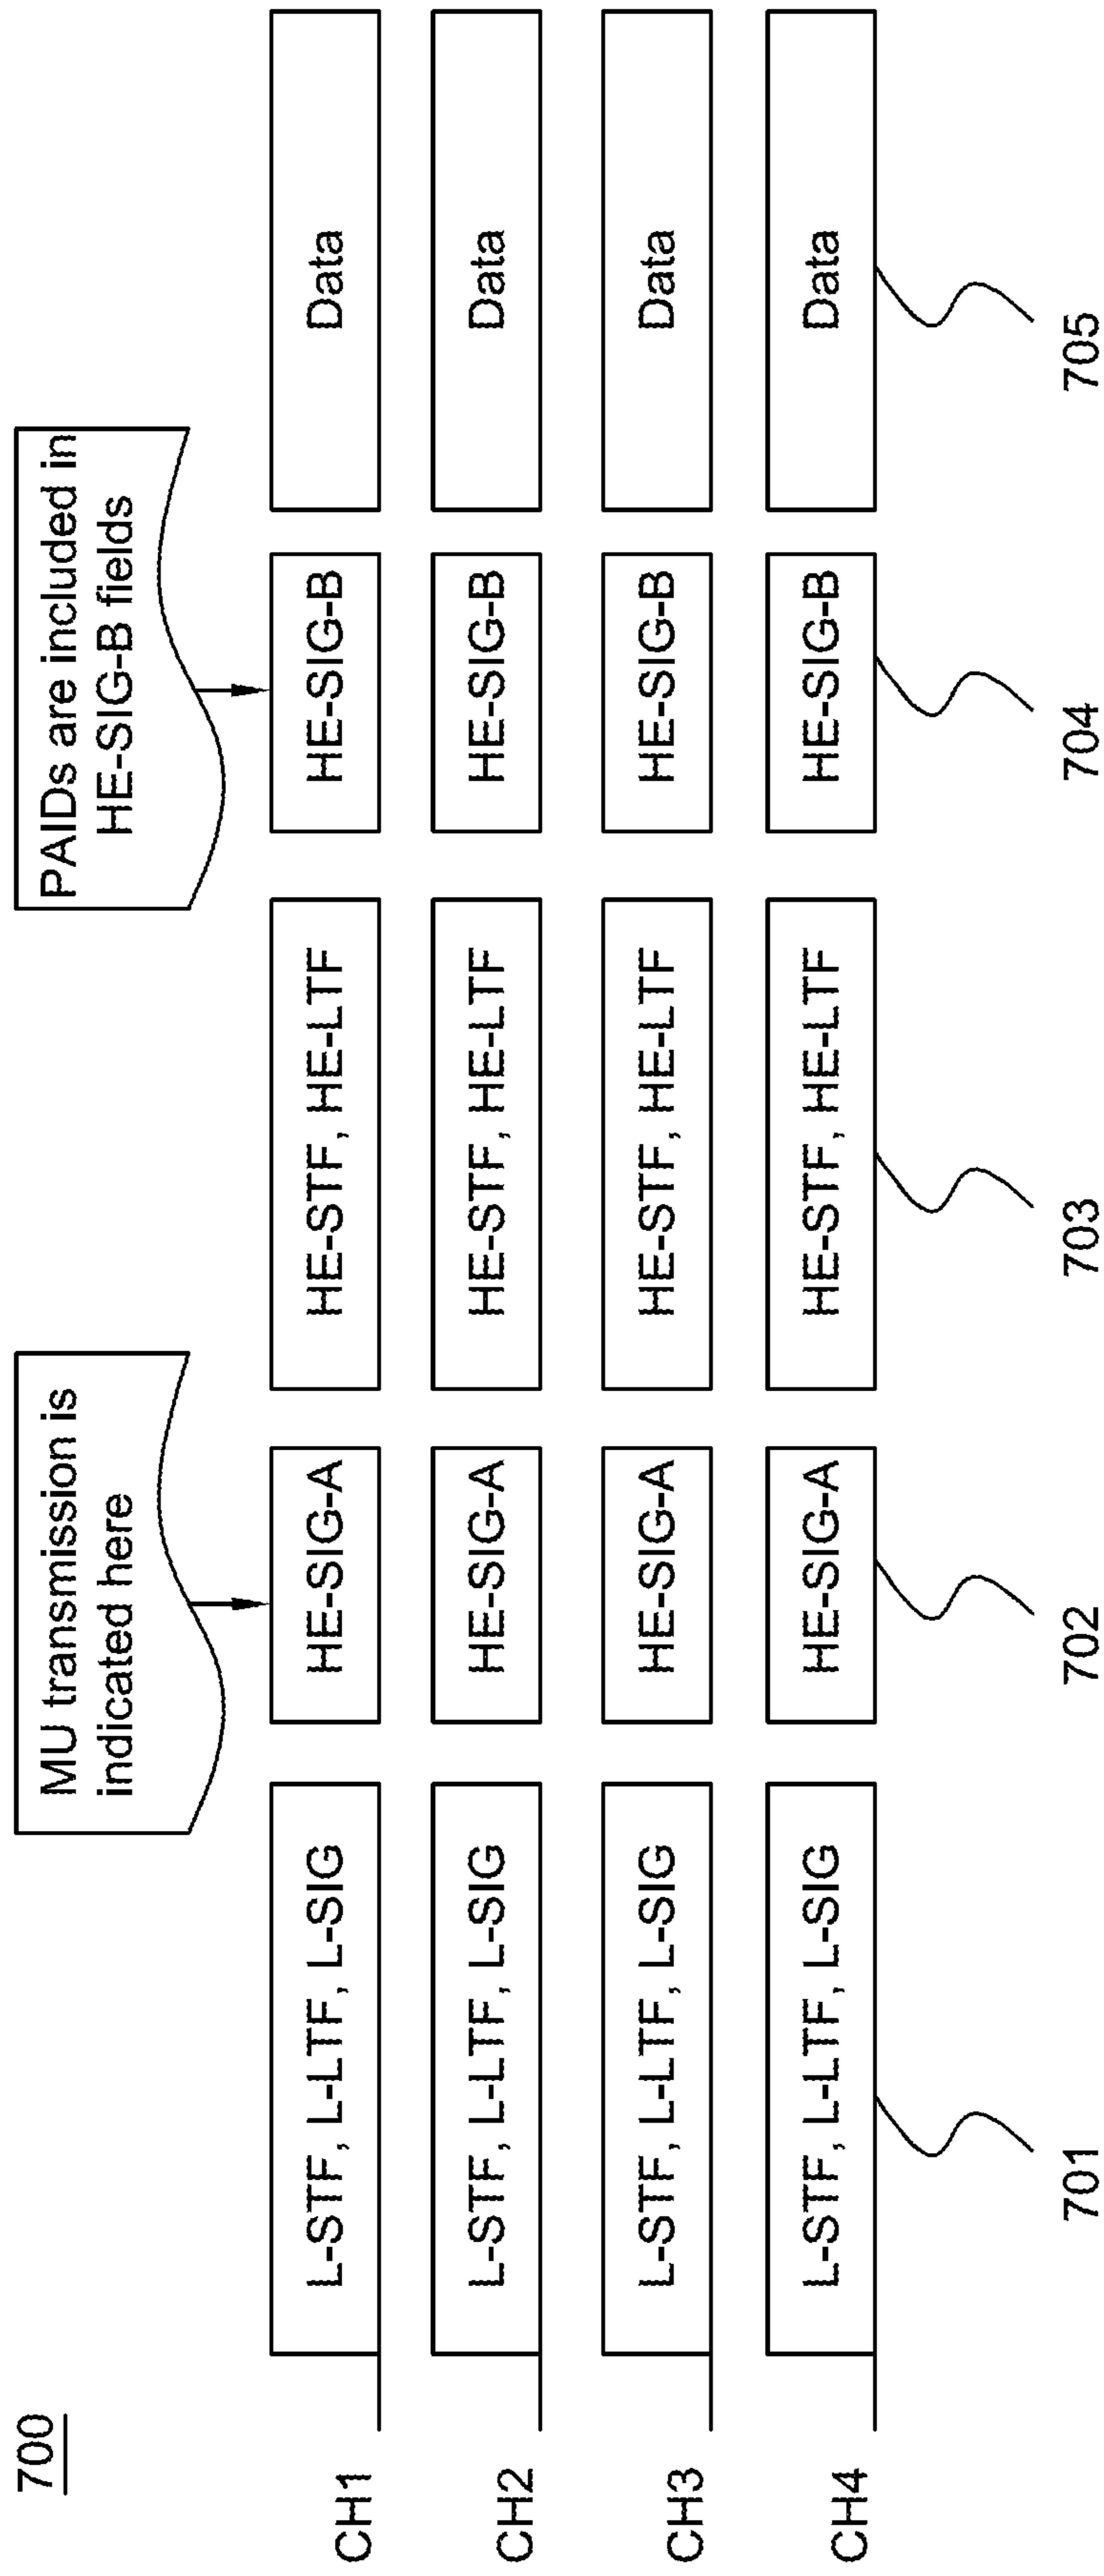 700
MU transmission is
indicated here
PAIDs are included in
HE-SIG-B fields
CH1
L-STF, L-LTF, L-SIG
HE-SIG-A
HE-STF, HE-LTF
HE-SIG-B
Data
CH2
L-STF, L-LTF, L-SIG
HE-SIG-A
HE-STF, HE-LTF
HE-SIG-B
Data
CH3
L-STF, L-LTF, L-SIG
HE-SIG-A
HE-STF, HE-LTF
HE-SIG-B
Data
CH4
L-STF, L-LTF, L-SIG
HE-SIG-A
HE-STF, HE-LTF
HE-SIG-B
Data
701
702
703
704
705